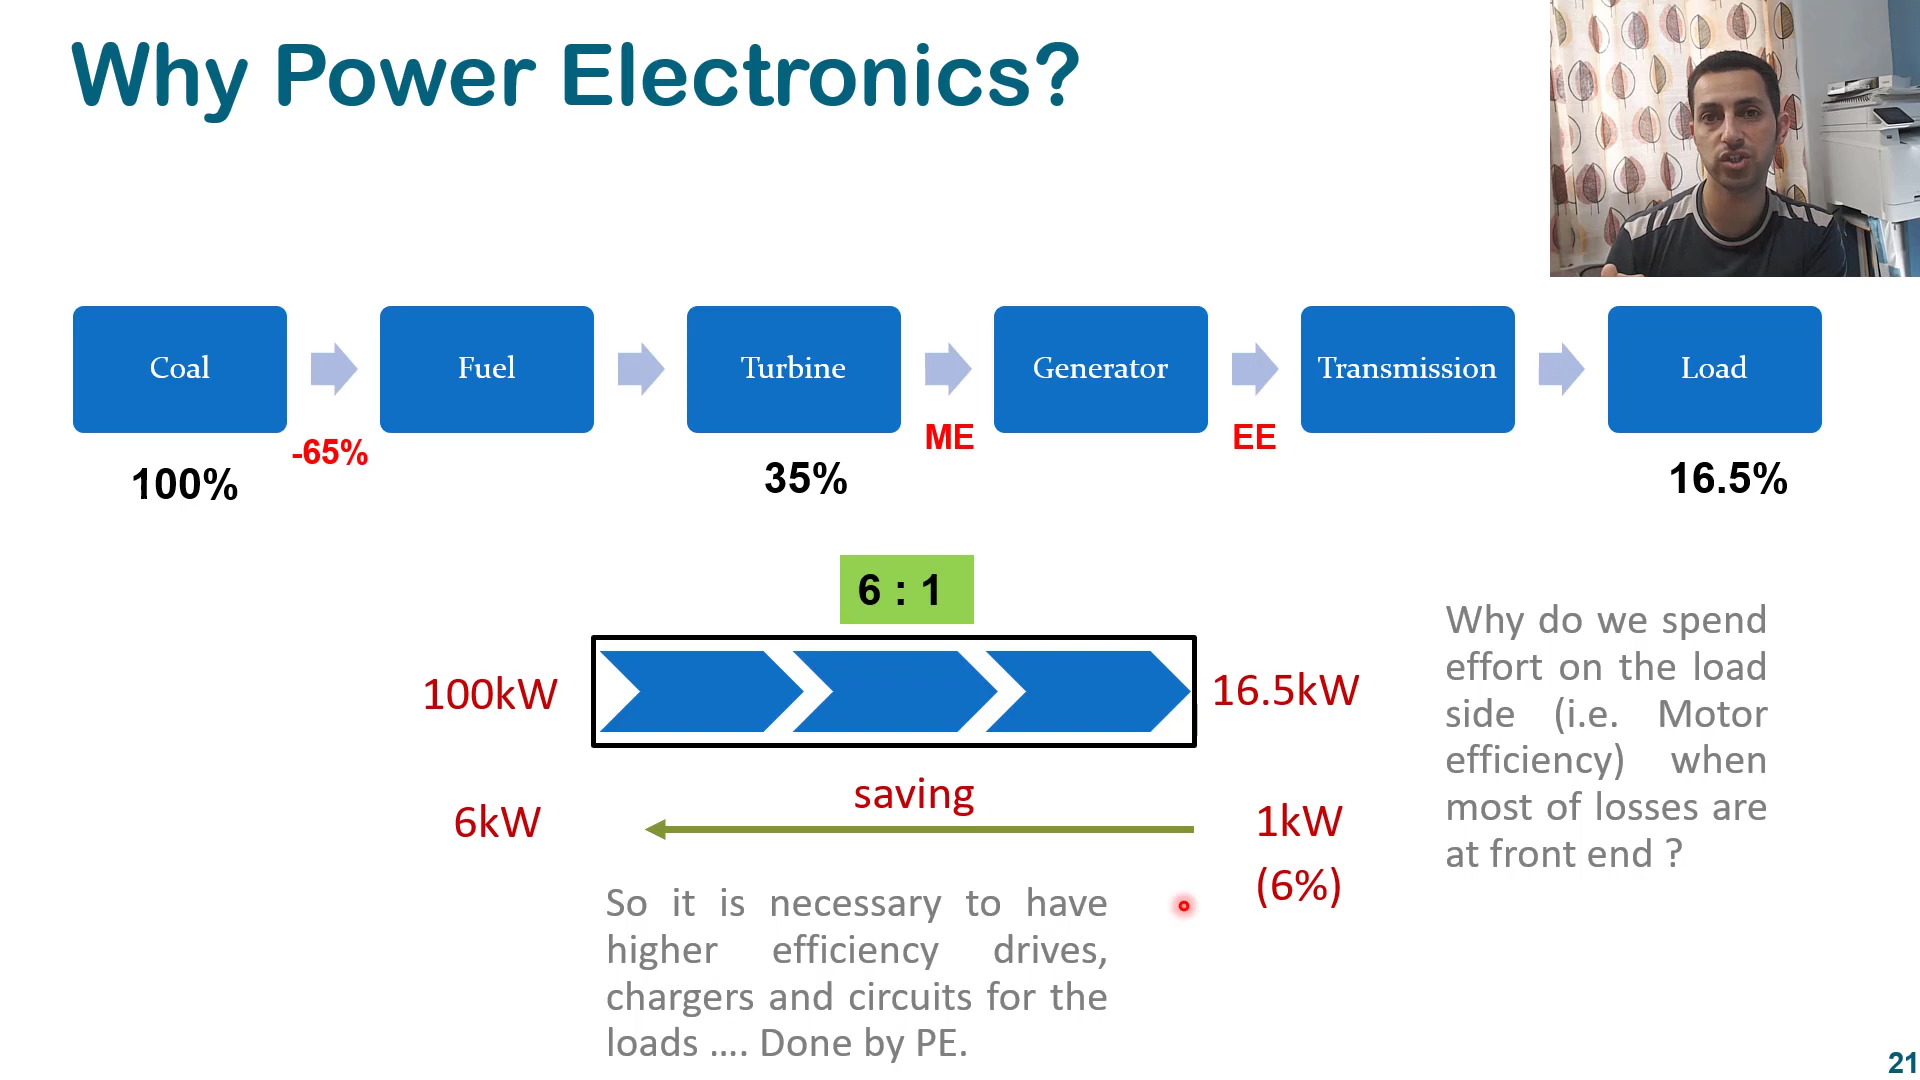 Why Power Electronics?
Coal
Fuel
Turbine
Generator
Transmission
Load
-65%
ME
EE
100%
35%
16.5%
6 : 1
100kW
16.5kW
saving
6kW
1kW
(6%)
Why do we spend
effort on the load
side (i.e. Motor
efficiency) when
most of losses are
at front end ?
So it is necessary to have
higher efficiency drives,
chargers and circuits for the
loads .... Done by PE.
21